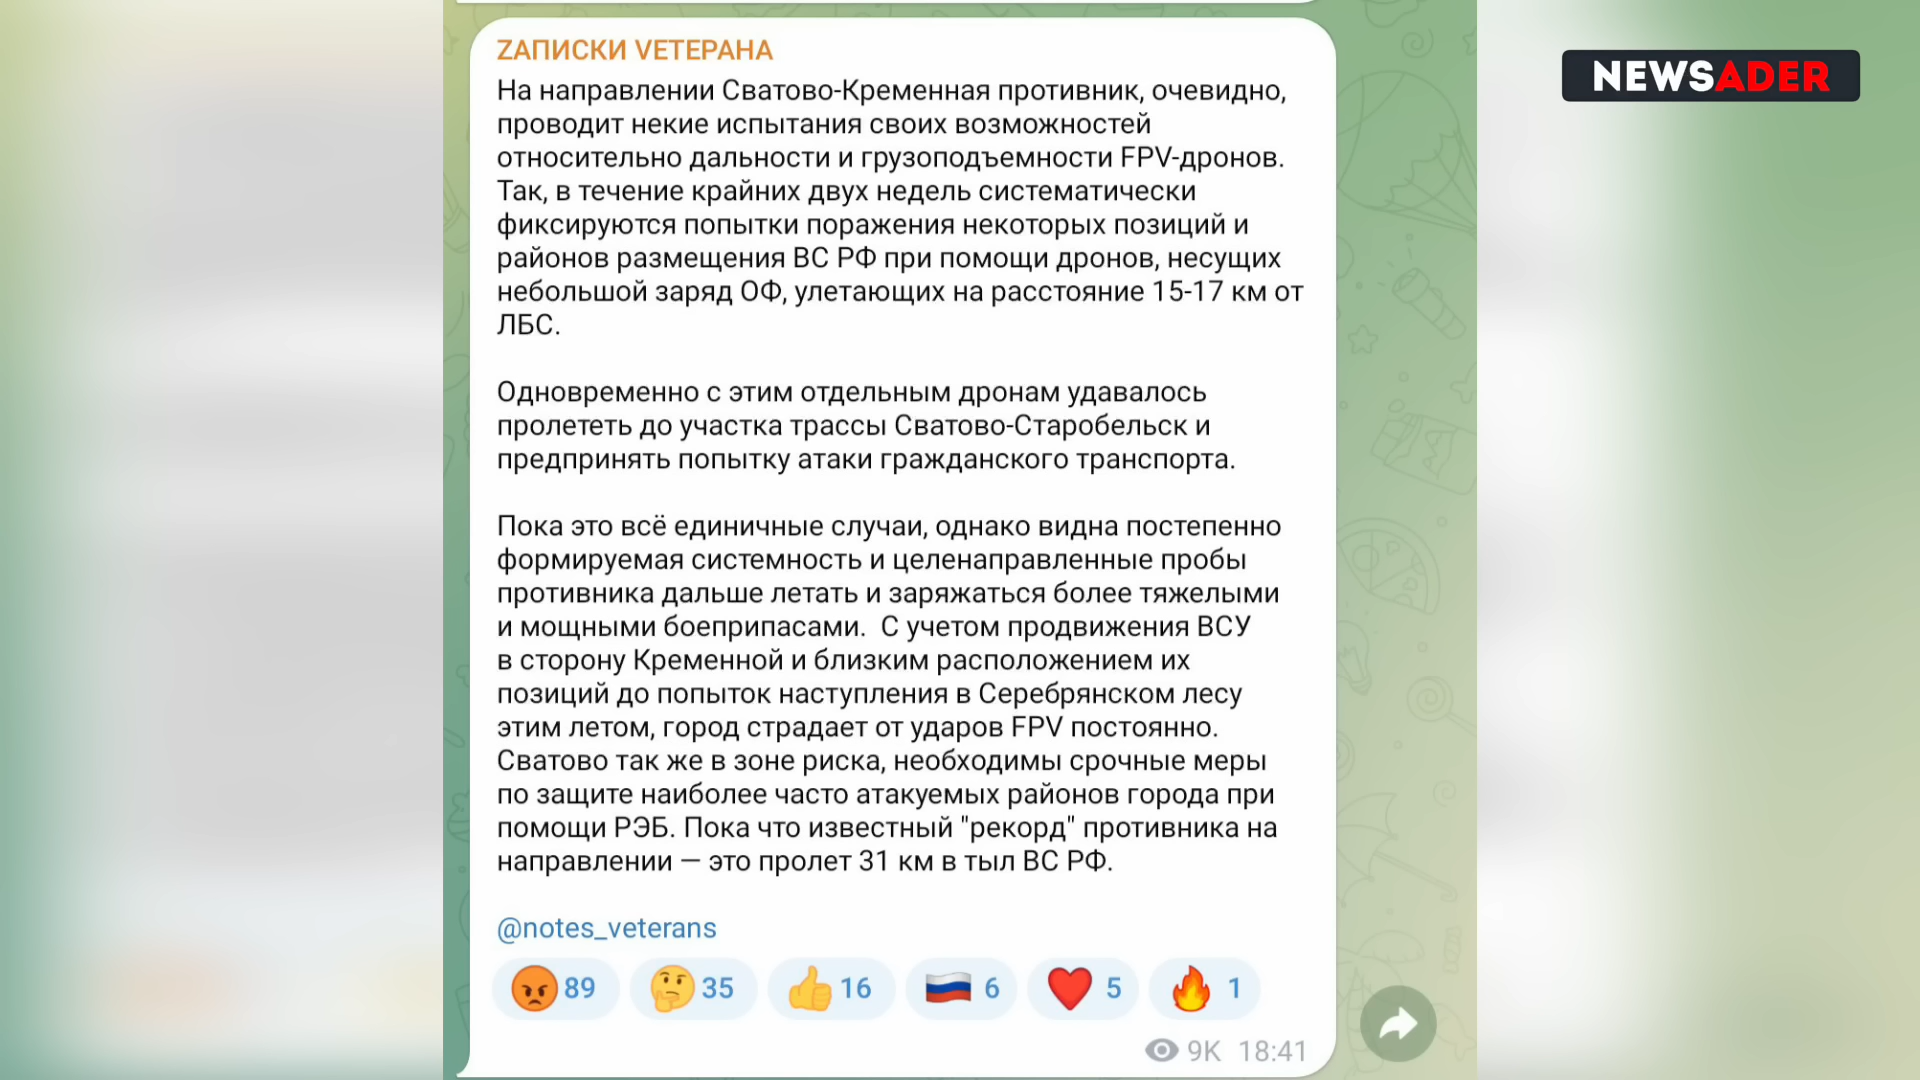 ZАПИСКИ VЕТЕРАНА
NEWSADER
На направлении Сватово-Кременная противник, очевидно,
проводит некие испытания своих возможностей
относительно дальности и грузоподъемности FPV-дронов.
Так, в течение крайних двух недель систематически
фиксируются попытки поражения некоторых позиций и
районов размещения ВС РФ при помощи дронов, несущих
небольшой заряд ОФ, улетающих на расстояние 15-17 км от
ЛБС.
Одновременно с этим отдельным дронам удавалось
пролететь до участка трассы Сватово-Старобельск и
предпринять попытку атаки гражданского транспорта.
Пока это всё единичные случаи, однако видна постепенно
формируемая системность и целенаправленные пробы
противника дальше летать и заряжаться более тяжелыми
и мощными боеприпасами.  С учетом продвижения ВСУ
в сторону Кременной и близким расположением их
позиций до попыток наступления в Серебрянском лесу
этим летом, город страдает от ударов FPV постоянно.
Сватово так же в зоне риска, необходимы срочные меры
по защите наиболее часто атакуемых районов города при
помощи РЭБ. Пока что известный "рекорд" противника на
направлении — это пролет 31 км в тыл ВС РФ.
@notes_veterans
89 35 16 6 5 1
9K 18:41